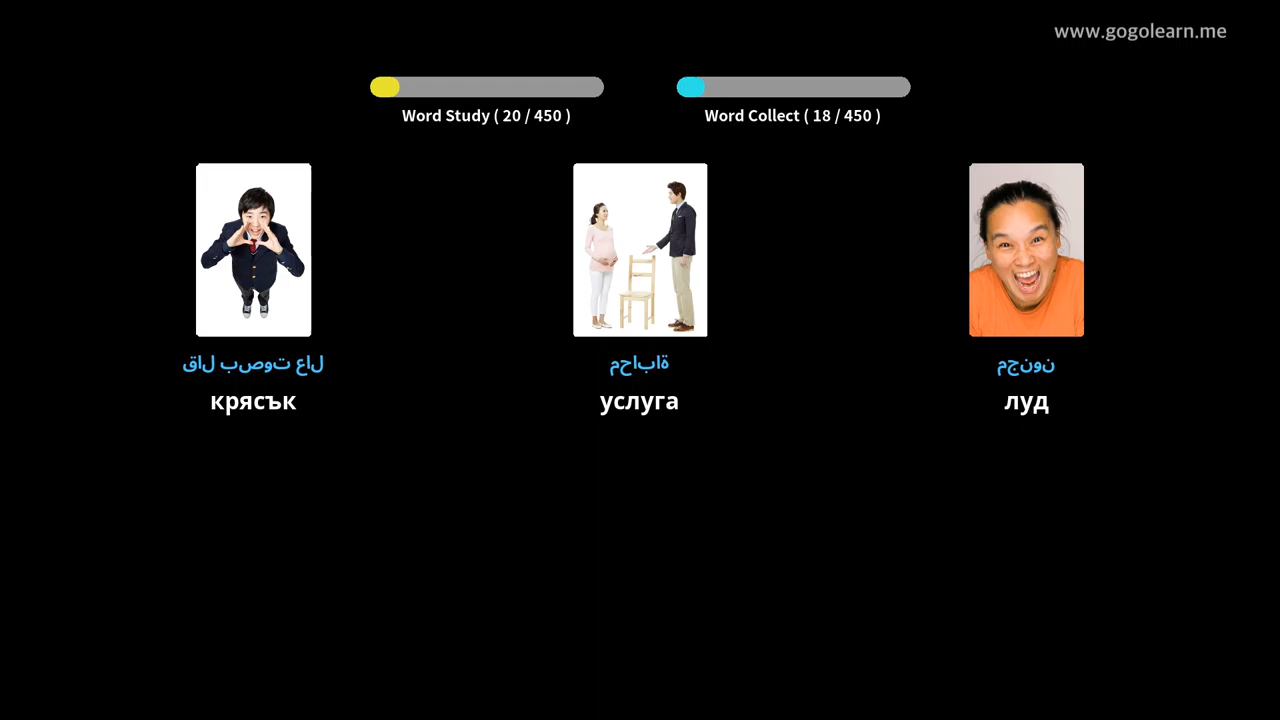 www.gogolearn.me
Word Study ( 20 / 450 )
Word Collect ( 18 / 450 )
قال بصوت عال
крясък
محاباة
услуга
مجنون
луд